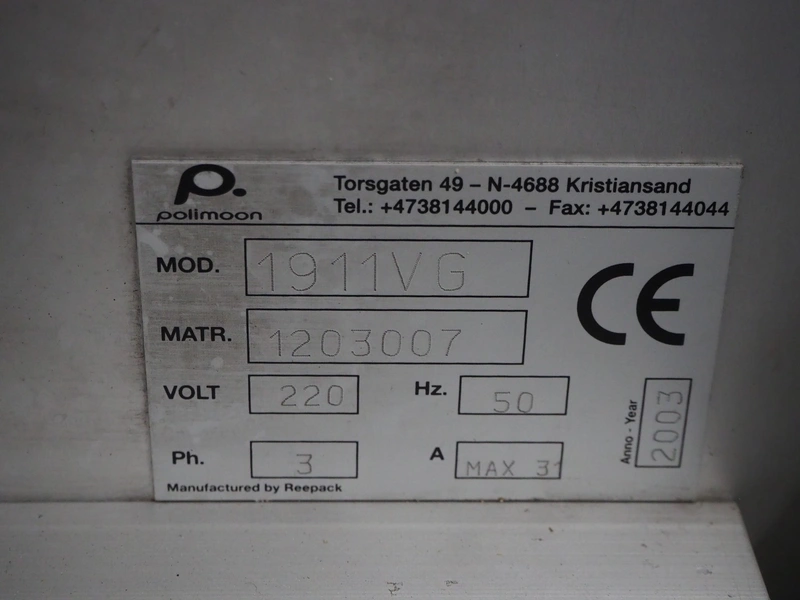 p.
polimoon
Torsgaten 49 – N-4688 Kristiansand
Tel.: +4738144000 – Fax: +4738144044
MOD. 1911VG
CE
MATR. 1203007
VOLT 220 Hz. 50
Ph. 3 A MAX 31
Anno - Year 2003
Manufactured by Reepack